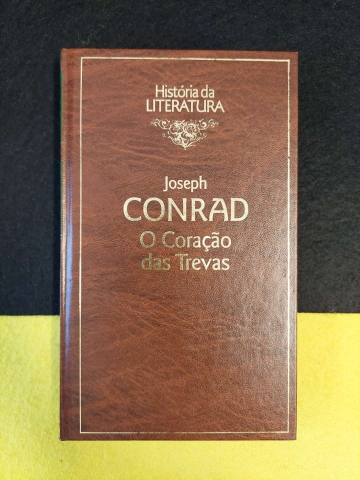 História da
LITERATURA
Joseph
CONRAD
O Coração
das Trevas